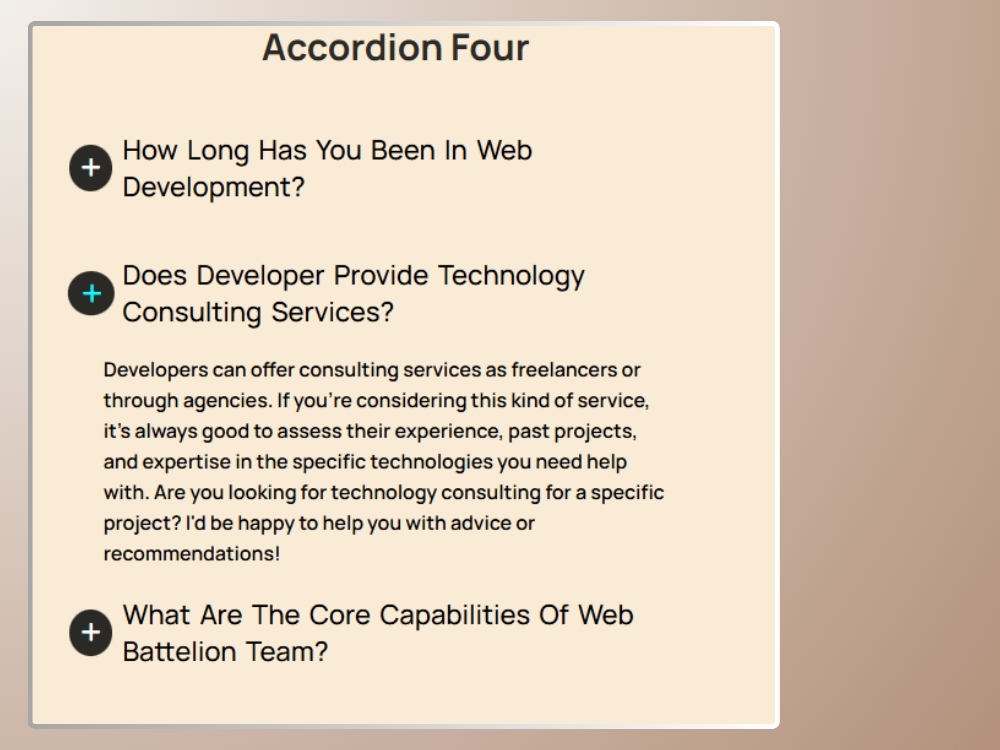 Accordion Four
How Long Has You Been In Web
Development?
Does Developer Provide Technology
Consulting Services?
Developers can offer consulting services as freelancers or
through agencies. If you're considering this kind of service,
it's always good to assess their experience, past projects,
and expertise in the specific technologies you need help
with. Are you looking for technology consulting for a specific
project? I'd be happy to help you with advice or
recommendations!
What Are The Core Capabilities Of Web
Battelion Team?